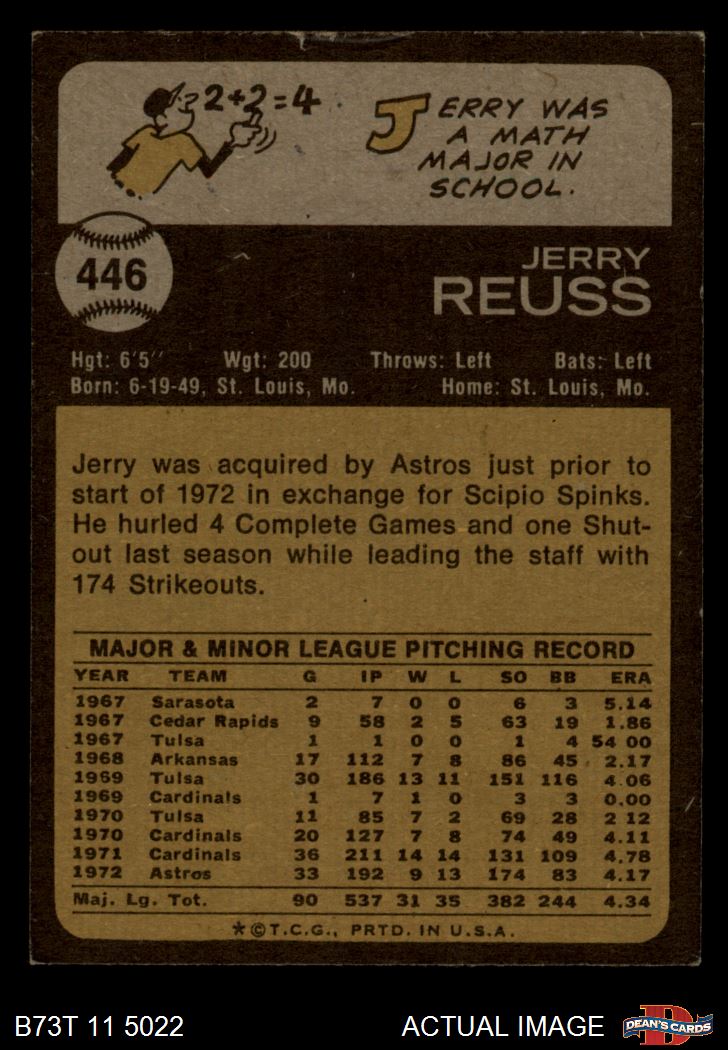 2+2=4
JERRY WAS
A MATH
MAJOR IN
SCHOOL.
446
JERRY
REUSS
Hgt: 6'5" Wgt: 200 Throws: Left Bats: Left
Born: 6-19-49, St. Louis, Mo. Home: St. Louis, Mo.
Jerry was acquired by Astros just prior to
start of 1972 in exchange for Scipio Spinks.
He hurled 4 Complete Games and one Shut-
out last season while leading the staff with
174 Strikeouts.
MAJOR & MINOR LEAGUE PITCHING RECORD
YEAR TEAM G IP W L SO BB ERA
1967 Sarasota 2 7 0 0 6 3 5.14
1967 Cedar Rapids 9 58 2 5 63 19 1.86
1967 Tulsa 1 1 0 0 1 4 54 00
1968 Arkansas 17 112 7 8 86 45 2.17
1969 Tulsa 30 186 13 11 151 116 4.06
1969 Cardinals 1 7 1 0 3 3 0.00
1970 Tulsa 11 85 7 2 69 28 2 12
1970 Cardinals 20 127 7 8 74 49 4.11
1971 Cardinals 36 211 14 14 131 109 4.78
1972 Astros 33 192 9 13 174 83 4.17
Maj. Lg. Tot. 90 537 31 35 382 244 4.34
*©T.C.G., PRTD. IN U.S.A.
B73T 11 5022 ACTUAL IMAGE
D
DEAN'S CARDS